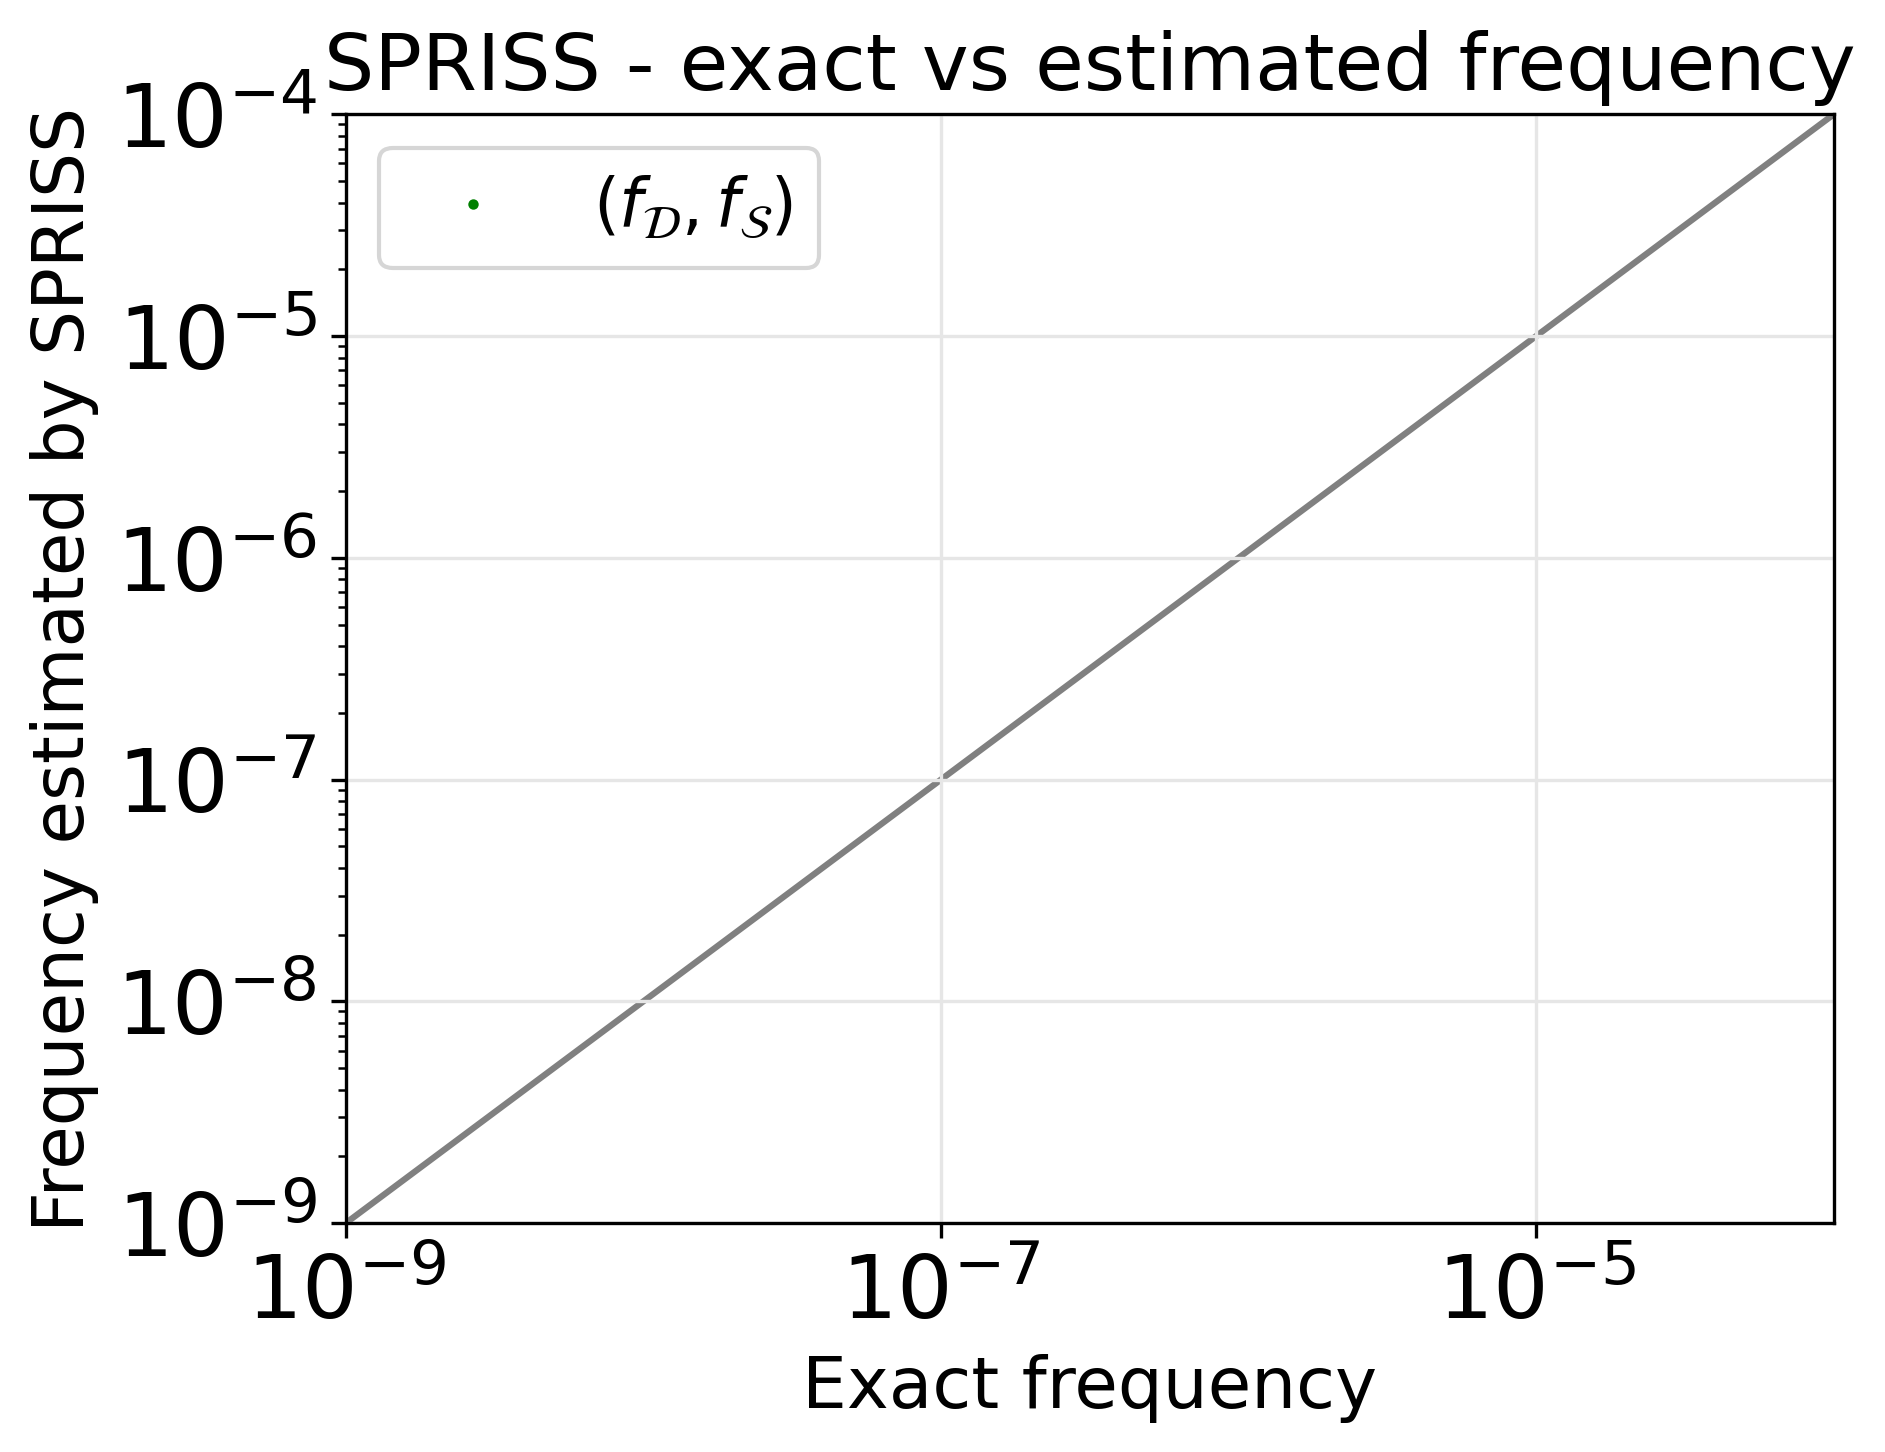 SPRISS - exact vs estimated frequency
Frequency estimated by SPRISS
10⁻⁴
10⁻⁵
10⁻⁶
10⁻⁷
10⁻⁸
10⁻⁹
(f_𝒟, f_𝒮)
10⁻⁹ 10⁻⁷ 10⁻⁵
Exact frequency